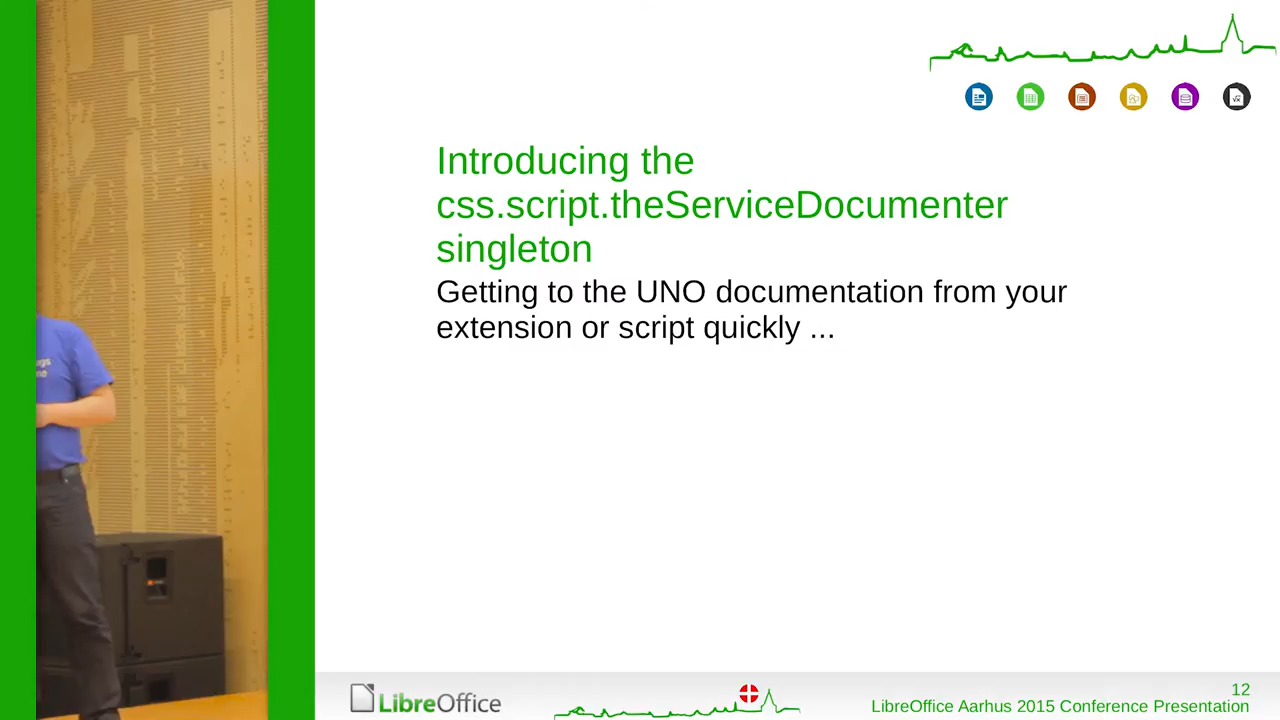 Introducing the
css.script.theServiceDocumenter
singleton
Getting to the UNO documentation from your
extension or script quickly ...
LibreOffice
12
LibreOffice Aarhus 2015 Conference Presentation